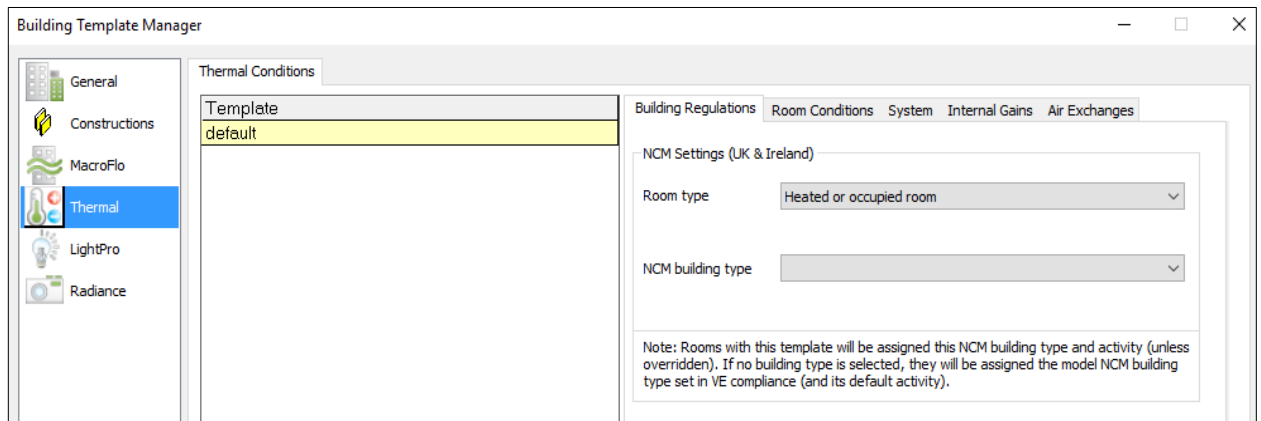 Building Template Manager
General
Constructions
MacroFlo
Thermal
LightPro
Radiance
Thermal Conditions
Template
default
Building Regulations Room Conditions System Internal Gains Air Exchanges
NCM Settings (UK & Ireland)
Room type Heated or occupied room
NCM building type
Note: Rooms with this template will be assigned this NCM building type and activity (unless
overridden). If no building type is selected, they will be assigned the model NCM building
type set in VE compliance (and its default activity).